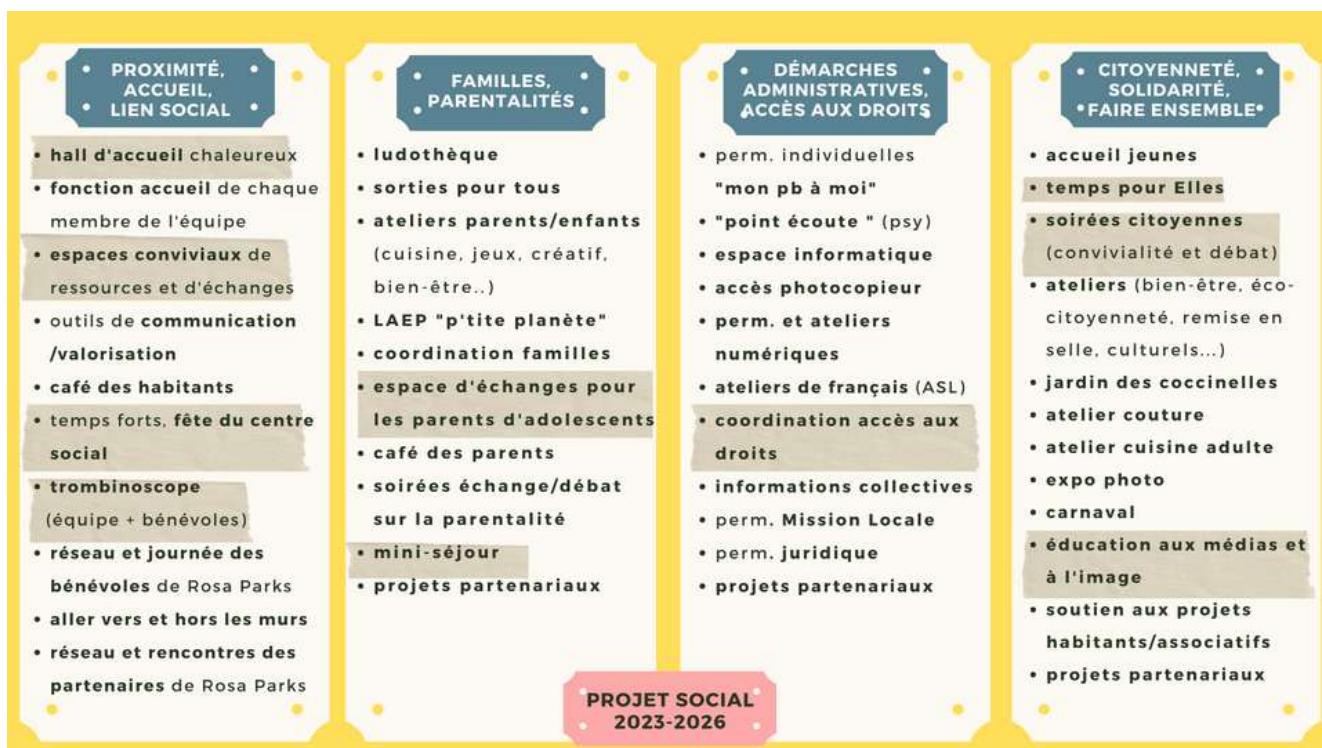 PROXIMITÉ,
ACCUEIL,
LIEN SOCIAL
• hall d'accueil chaleureux
• fonction accueil de chaque
membre de l'équipe
• espaces conviviaux de
ressources et d'échanges
• outils de communication
/valorisation
• café des habitants
• temps forts, fête du centre
social
• trombinoscope
(équipe + bénévoles)
• réseau et journée des
bénévoles de Rosa Parks
• aller vers et hors les murs
• réseau et rencontres des
partenaires de Rosa Parks
FAMILLES,
PARENTALITÉS
• ludothèque
• sorties pour tous
• ateliers parents/enfants
(cuisine, jeux, créatif,
bien-être..)
• LAEP "p'tite planète"
• coordination familles
• espace d'échanges pour
les parents d'adolescents
• café des parents
• soirées échange/débat
sur la parentalité
• mini-séjour
• projets partenariaux
DÉMARCHES
ADMINISTRATIVES,
ACCÈS AUX DROITS
• perm. individuelles
"mon pb à moi"
• "point écoute " (psy)
• espace informatique
• accès photocopieur
• perm. et ateliers
numériques
• ateliers de français (ASL)
• coordination accès aux
droits
• informations collectives
• perm. Mission Locale
• perm. juridique
• projets partenariaux
CITOYENNETÉ,
SOLIDARITÉ,
FAIRE ENSEMBLE
• accueil jeunes
• temps pour Elles
• soirées citoyennes
(convivialité et débat)
• ateliers (bien-être, éco-
citoyenneté, remise en
selle, culturels...)
• jardin des coccinelles
• atelier couture
• atelier cuisine adulte
• expo photo
• carnaval
• éducation aux médias et
à l'image
• soutien aux projets
habitants/associatifs
• projets partenariaux
PROJET SOCIAL
2023-2026